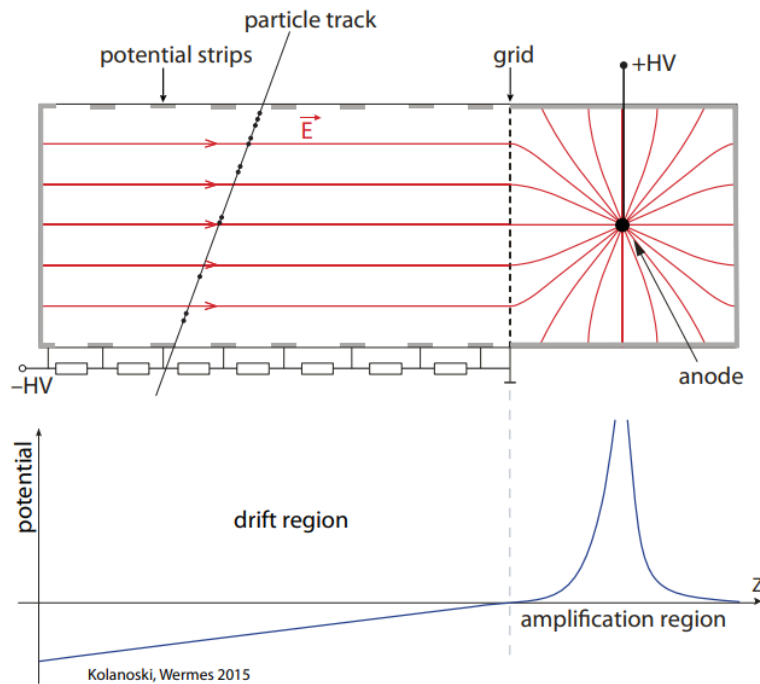 particle track
potential strips
grid
+HV
E
–HV
anode
potential
drift region
z
amplification region
Kolanoski, Wermes 2015